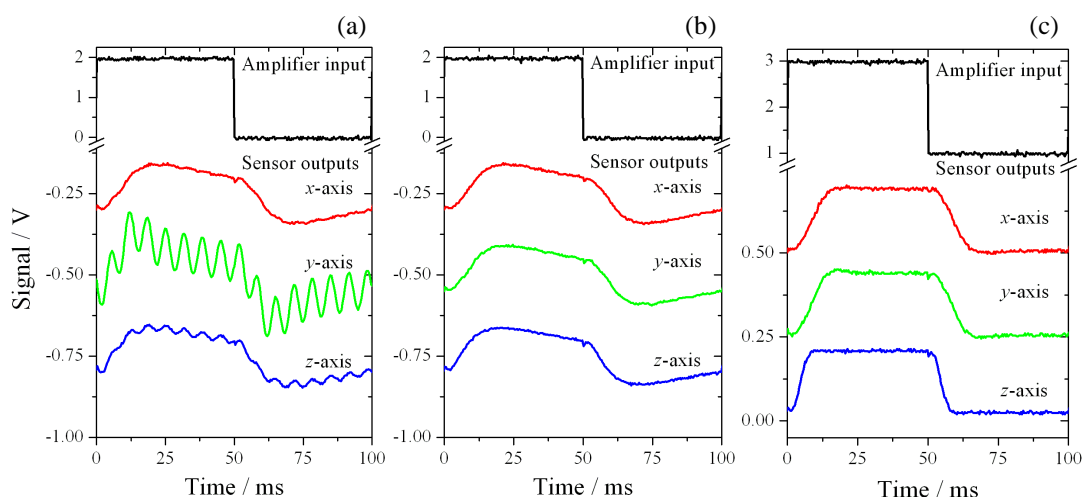 (a)
Amplifier input
Sensor outputs
x-axis
y-axis
z-axis
2
1
0
-0.25
-0.50
-0.75
-1.00
0 25 50 75 100
Time / ms
Signal / V
(b)
Amplifier input
Sensor outputs
x-axis
y-axis
z-axis
2
1
0
-0.25
-0.50
-0.75
-1.00
0 25 50 75 100
Time / ms
(c)
Amplifier input
Sensor outputs
x-axis
y-axis
z-axis
3
2
1
0.50
0.25
0.00
0 25 50 75 100
Time / ms